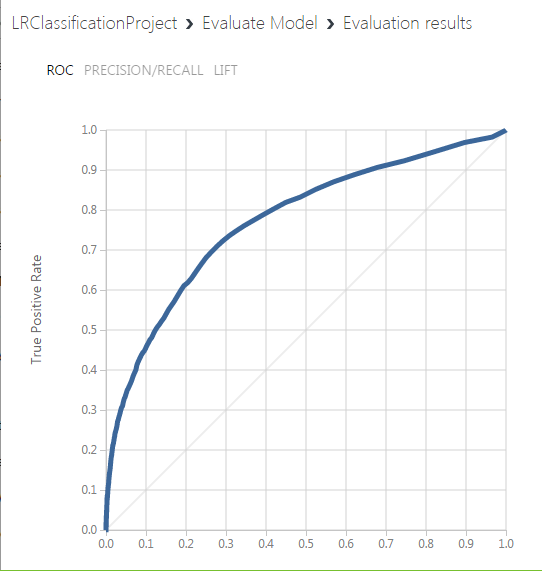 LRClassificationProject › Evaluate Model › Evaluation results
ROC PRECISION/RECALL LIFT
1.0
0.9
0.8
0.7
0.6
0.5
0.4
0.3
0.2
0.1
0.0
True Positive Rate
0.0 0.1 0.2 0.3 0.4 0.5 0.6 0.7 0.8 0.9 1.0